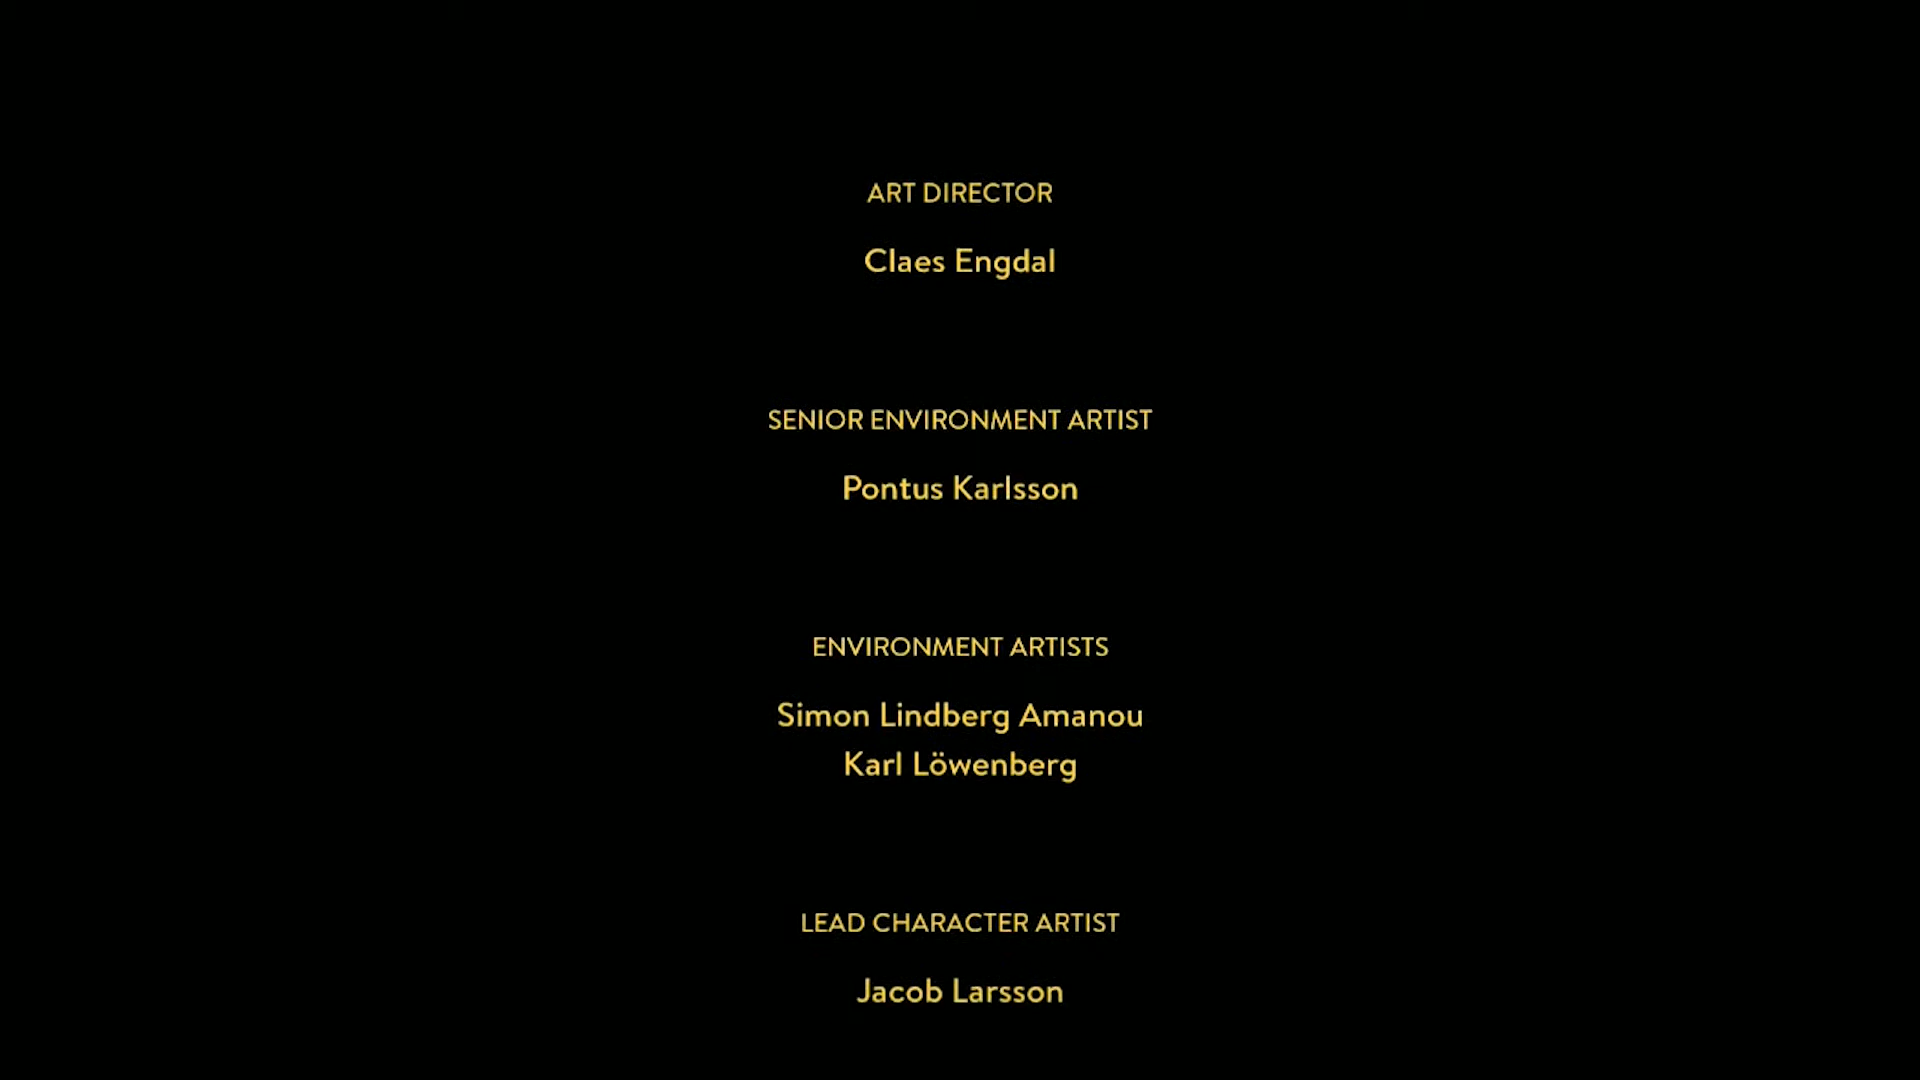 ART DIRECTOR
Claes Engdal
SENIOR ENVIRONMENT ARTIST
Pontus Karlsson
ENVIRONMENT ARTISTS
Simon Lindberg Amanou
Karl Löwenberg
LEAD CHARACTER ARTIST
Jacob Larsson